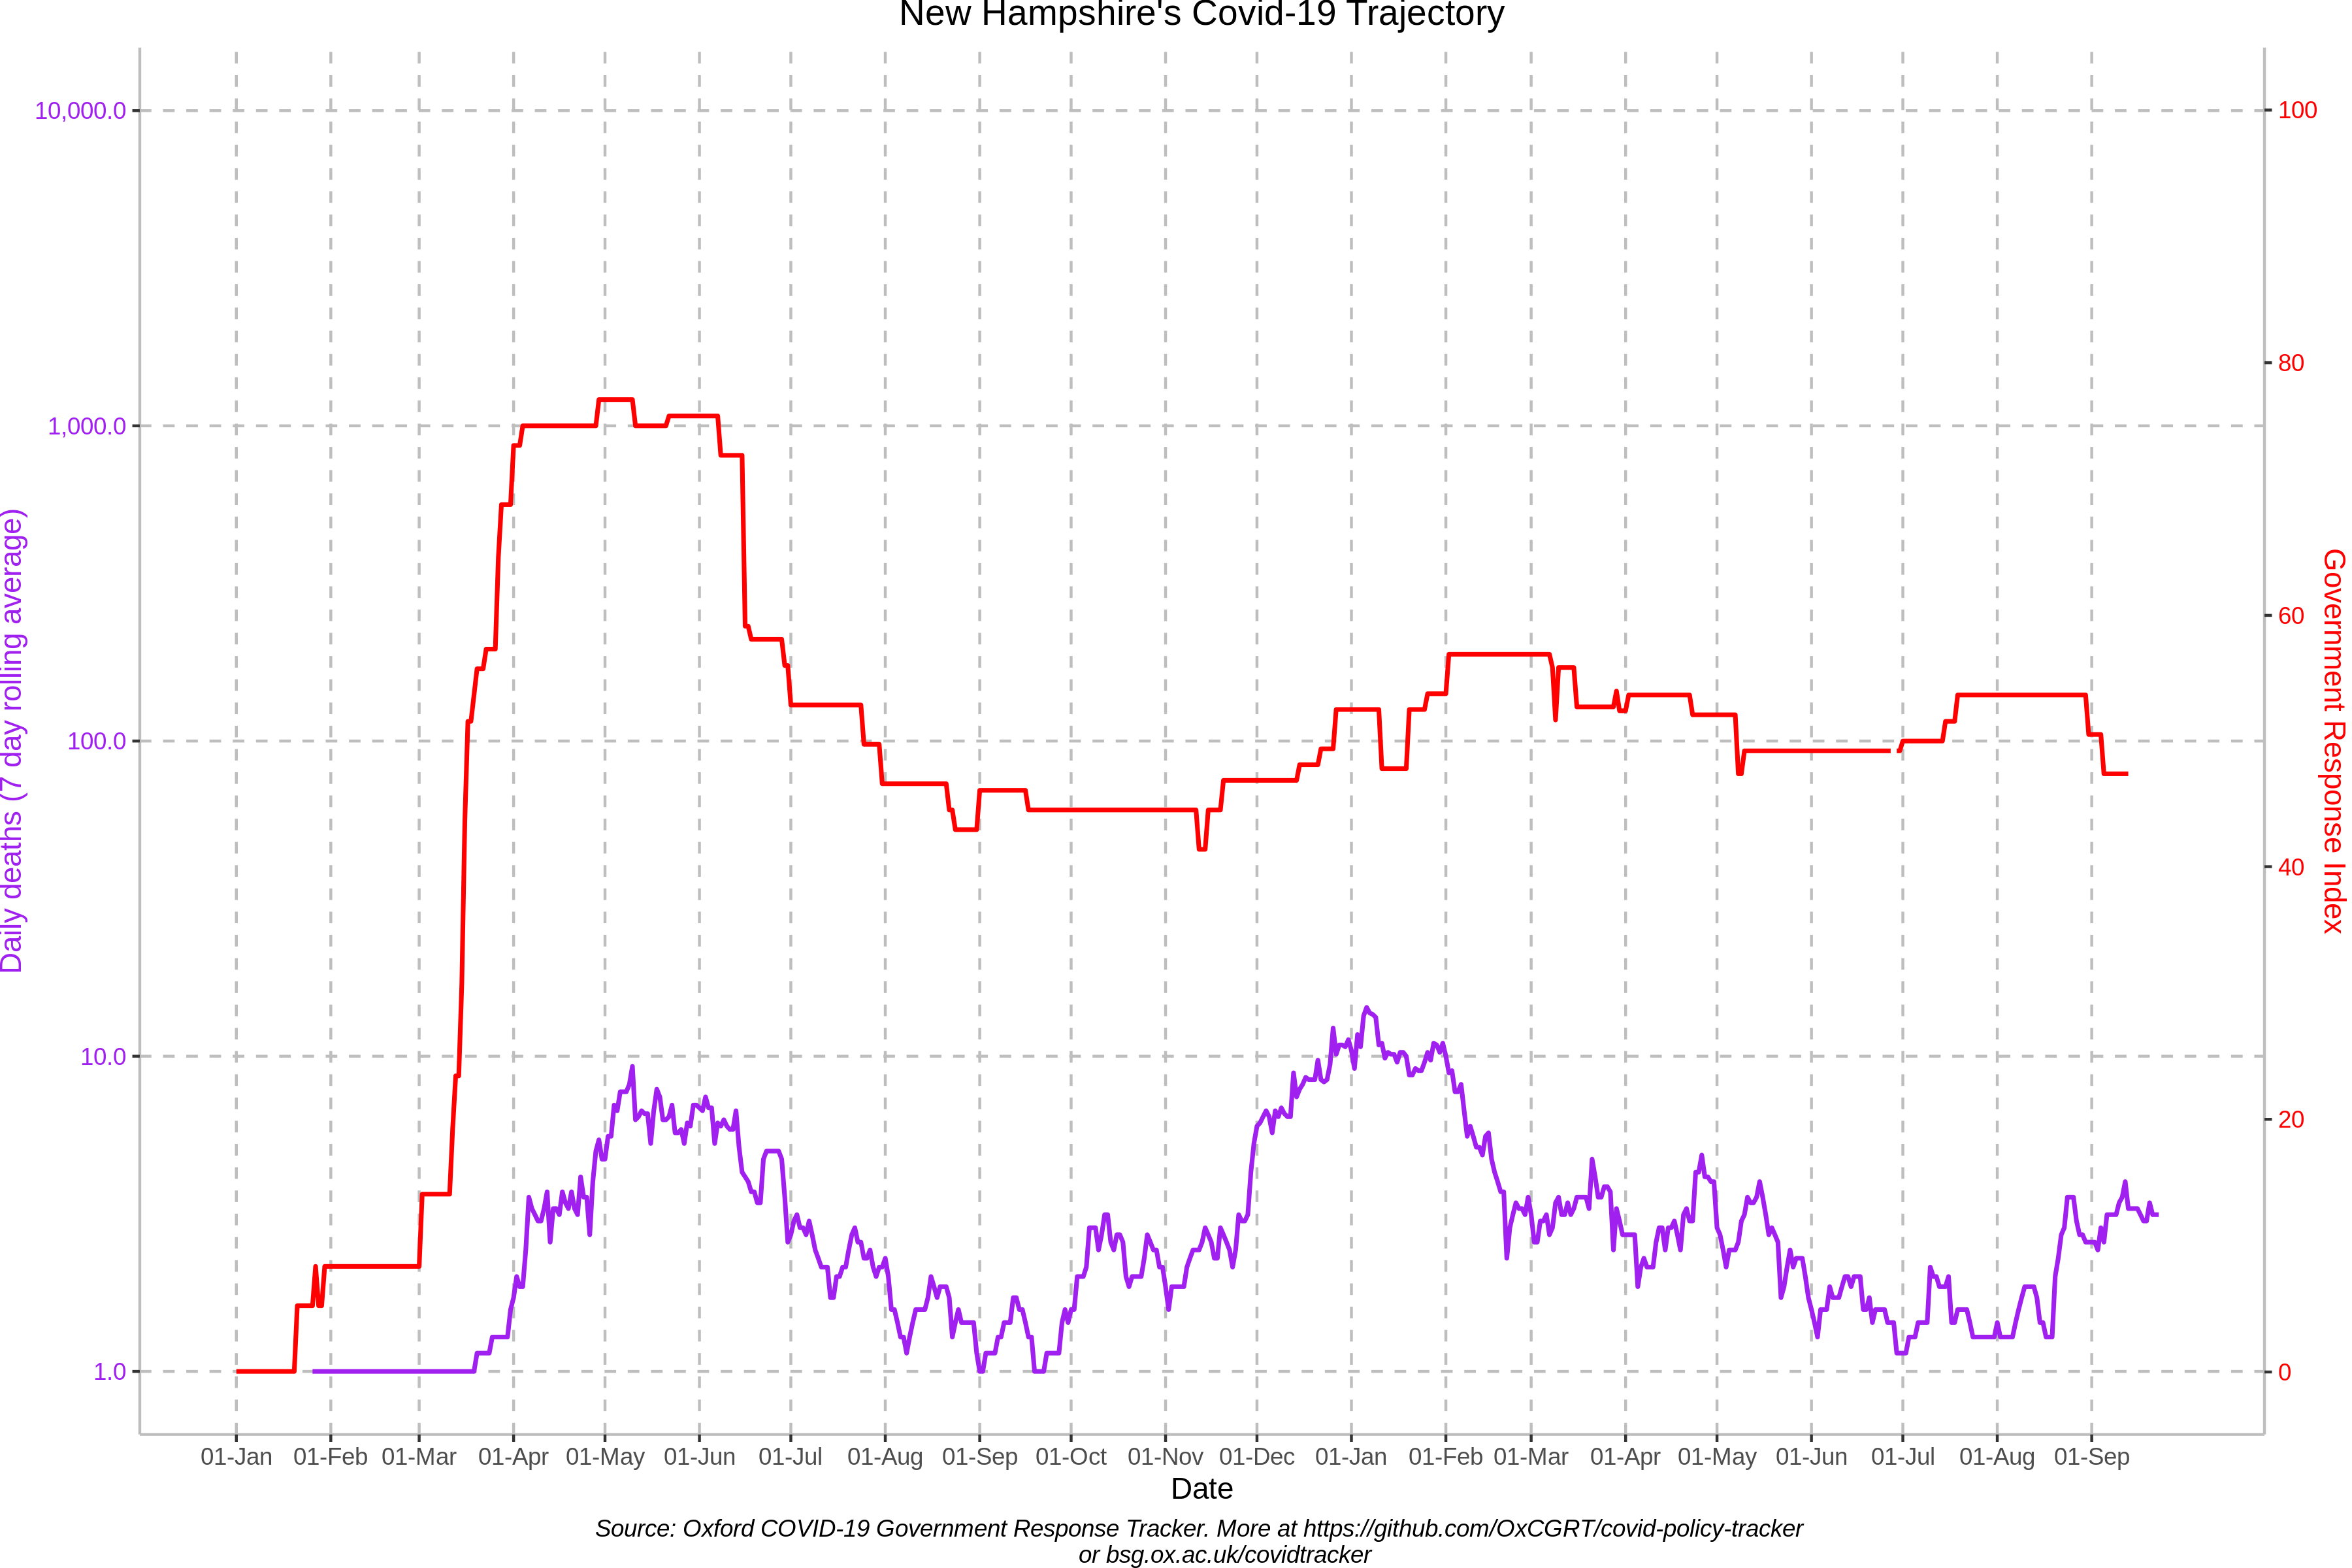 New Hampshire's Covid-19 Trajectory
10,000.0
1,000.0
100.0
10.0
1.0
Daily deaths (7 day rolling average)
100
80
60
40
20
0
Government Response Index
01-Jan 01-Feb 01-Mar 01-Apr 01-May 01-Jun 01-Jul 01-Aug 01-Sep 01-Oct 01-Nov 01-Dec 01-Jan 01-Feb 01-Mar 01-Apr 01-May 01-Jun 01-Jul 01-Aug 01-Sep
Date
Source: Oxford COVID-19 Government Response Tracker. More at https://github.com/OxCGRT/covid-policy-tracker
or bsg.ox.ac.uk/covidtracker